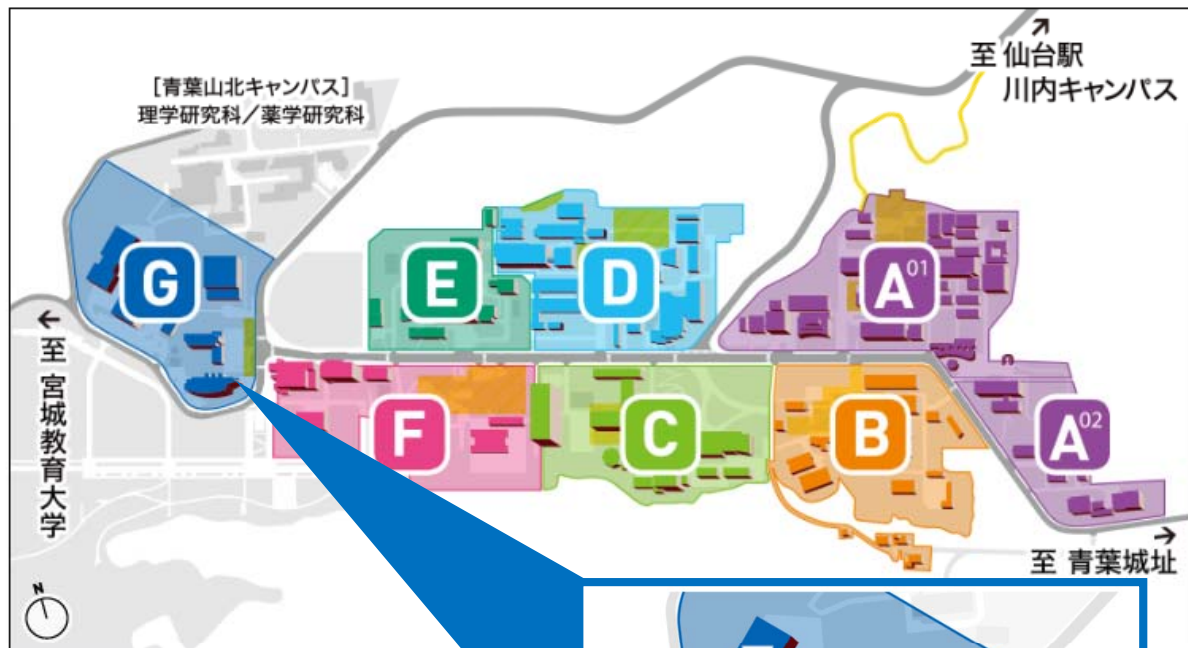 至 仙台駅
川内キャンパス
[青葉山北キャンパス]
理学研究科／薬学研究科
G
E
D
A01
← 至 宮城教育大学
F
C
B
A02
至 青葉城址
N